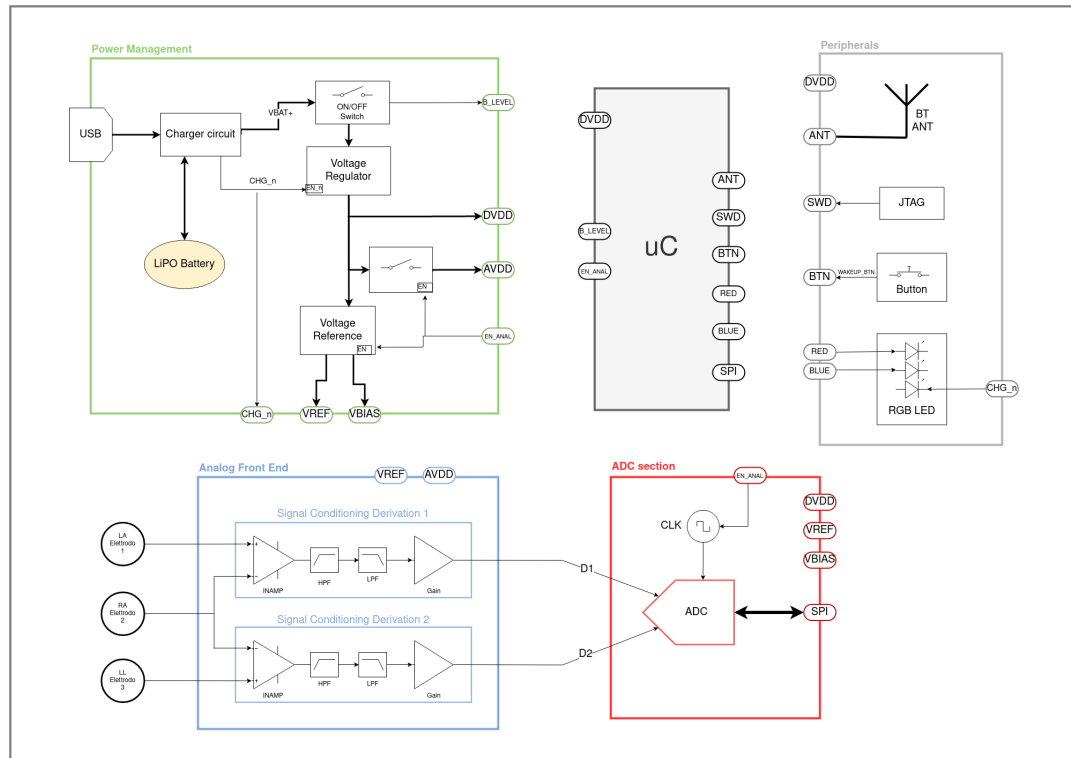 Power Management
USB
Charger circuit
VBAT+
ON/OFF
Switch
B_LEVEL
Voltage
Regulator
EN_n
CHG_n
DVDD
LiPO Battery
EN
AVDD
Voltage
Reference
EN
EN_ANAL
CHG_n
VREF
VBIAS
DVDD
B_LEVEL
EN_ANAL
uC
ANT
SWD
BTN
RED
BLUE
SPI
Peripherals
DVDD
ANT
BT
ANT
SWD
JTAG
BTN
WAKEUP_BTN
Button
RED
BLUE
RGB LED
CHG_n
Analog Front End
VREF
AVDD
LA
Elettrodo
1
RA
Elettrodo
2
LL
Elettrodo
3
Signal Conditioning Derivation 1
+
−
INAMP
HPF
LPF
Gain
D1
Signal Conditioning Derivation 2
−
+
INAMP
HPF
LPF
Gain
D2
ADC section
EN_ANAL
CLK
ADC
DVDD
VREF
VBIAS
SPI